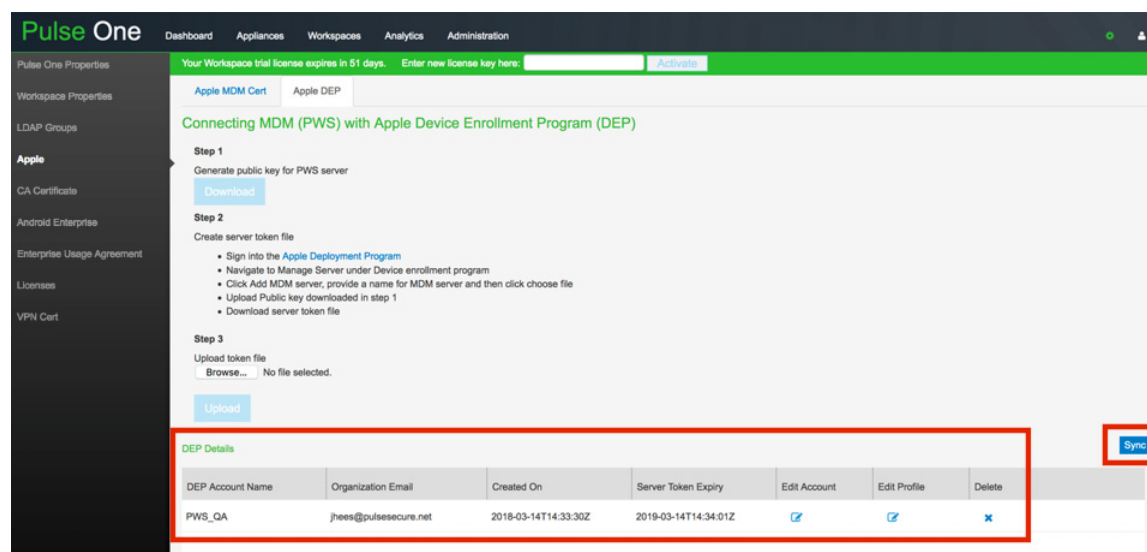 Pulse One Dashboard Appliances Workspaces Analytics Administration
Pulse One Properties
Workspace Properties
LDAP Groups
Apple
CA Certificate
Android Enterprise
Enterprise Usage Agreement
Licenses
VPN Cert
Your Workspace trial license expires in 51 days. Enter new license key here: Activate
Apple MDM Cert Apple DEP
Connecting MDM (PWS) with Apple Device Enrollment Program (DEP)
Step 1
Generate public key for PWS server
Download
Step 2
Create server token file
• Sign into the Apple Deployment Program
• Navigate to Manage Server under Device enrollment program
• Click Add MDM server, provide a name for MDM server and then click choose file
• Upload Public key downloaded in step 1
• Download server token file
Step 3
Upload token file
Browse... No file selected.
Upload
DEP Details Sync
DEP Account Name Organization Email Created On Server Token Expiry Edit Account Edit Profile Delete
PWS_QA jhees@pulsesecure.net 2018-03-14T14:33:30Z 2019-03-14T14:34:01Z